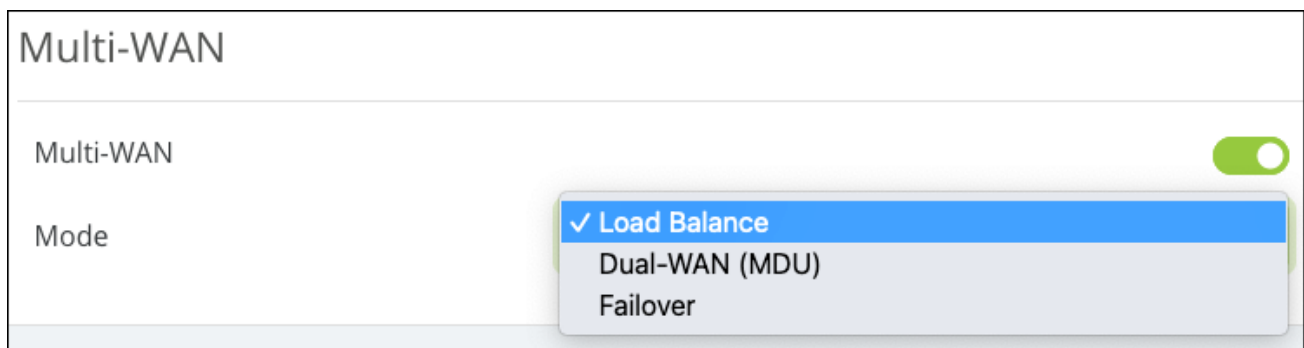 Multi-WAN
Multi-WAN
Mode
✓ Load Balance
Dual-WAN (MDU)
Failover